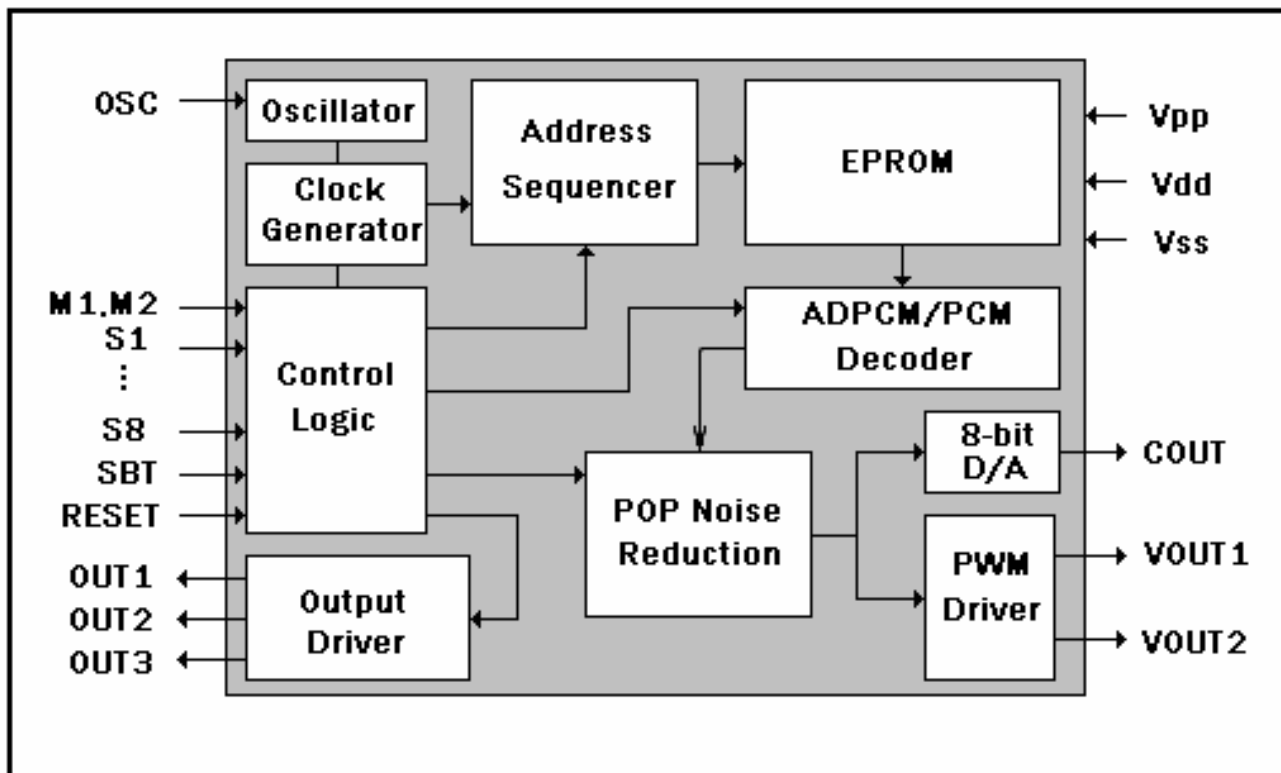 OSC
Oscillator
Clock
Generator
Address
Sequencer
EPROM
Vpp
Vdd
Vss
M1,M2
S1
⋮
S8
SBT
RESET
Control
Logic
ADPCM/PCM
Decoder
POP Noise
Reduction
8-bit
D/A
COUT
PWM
Driver
VOUT1
VOUT2
OUT1
OUT2
OUT3
Output
Driver